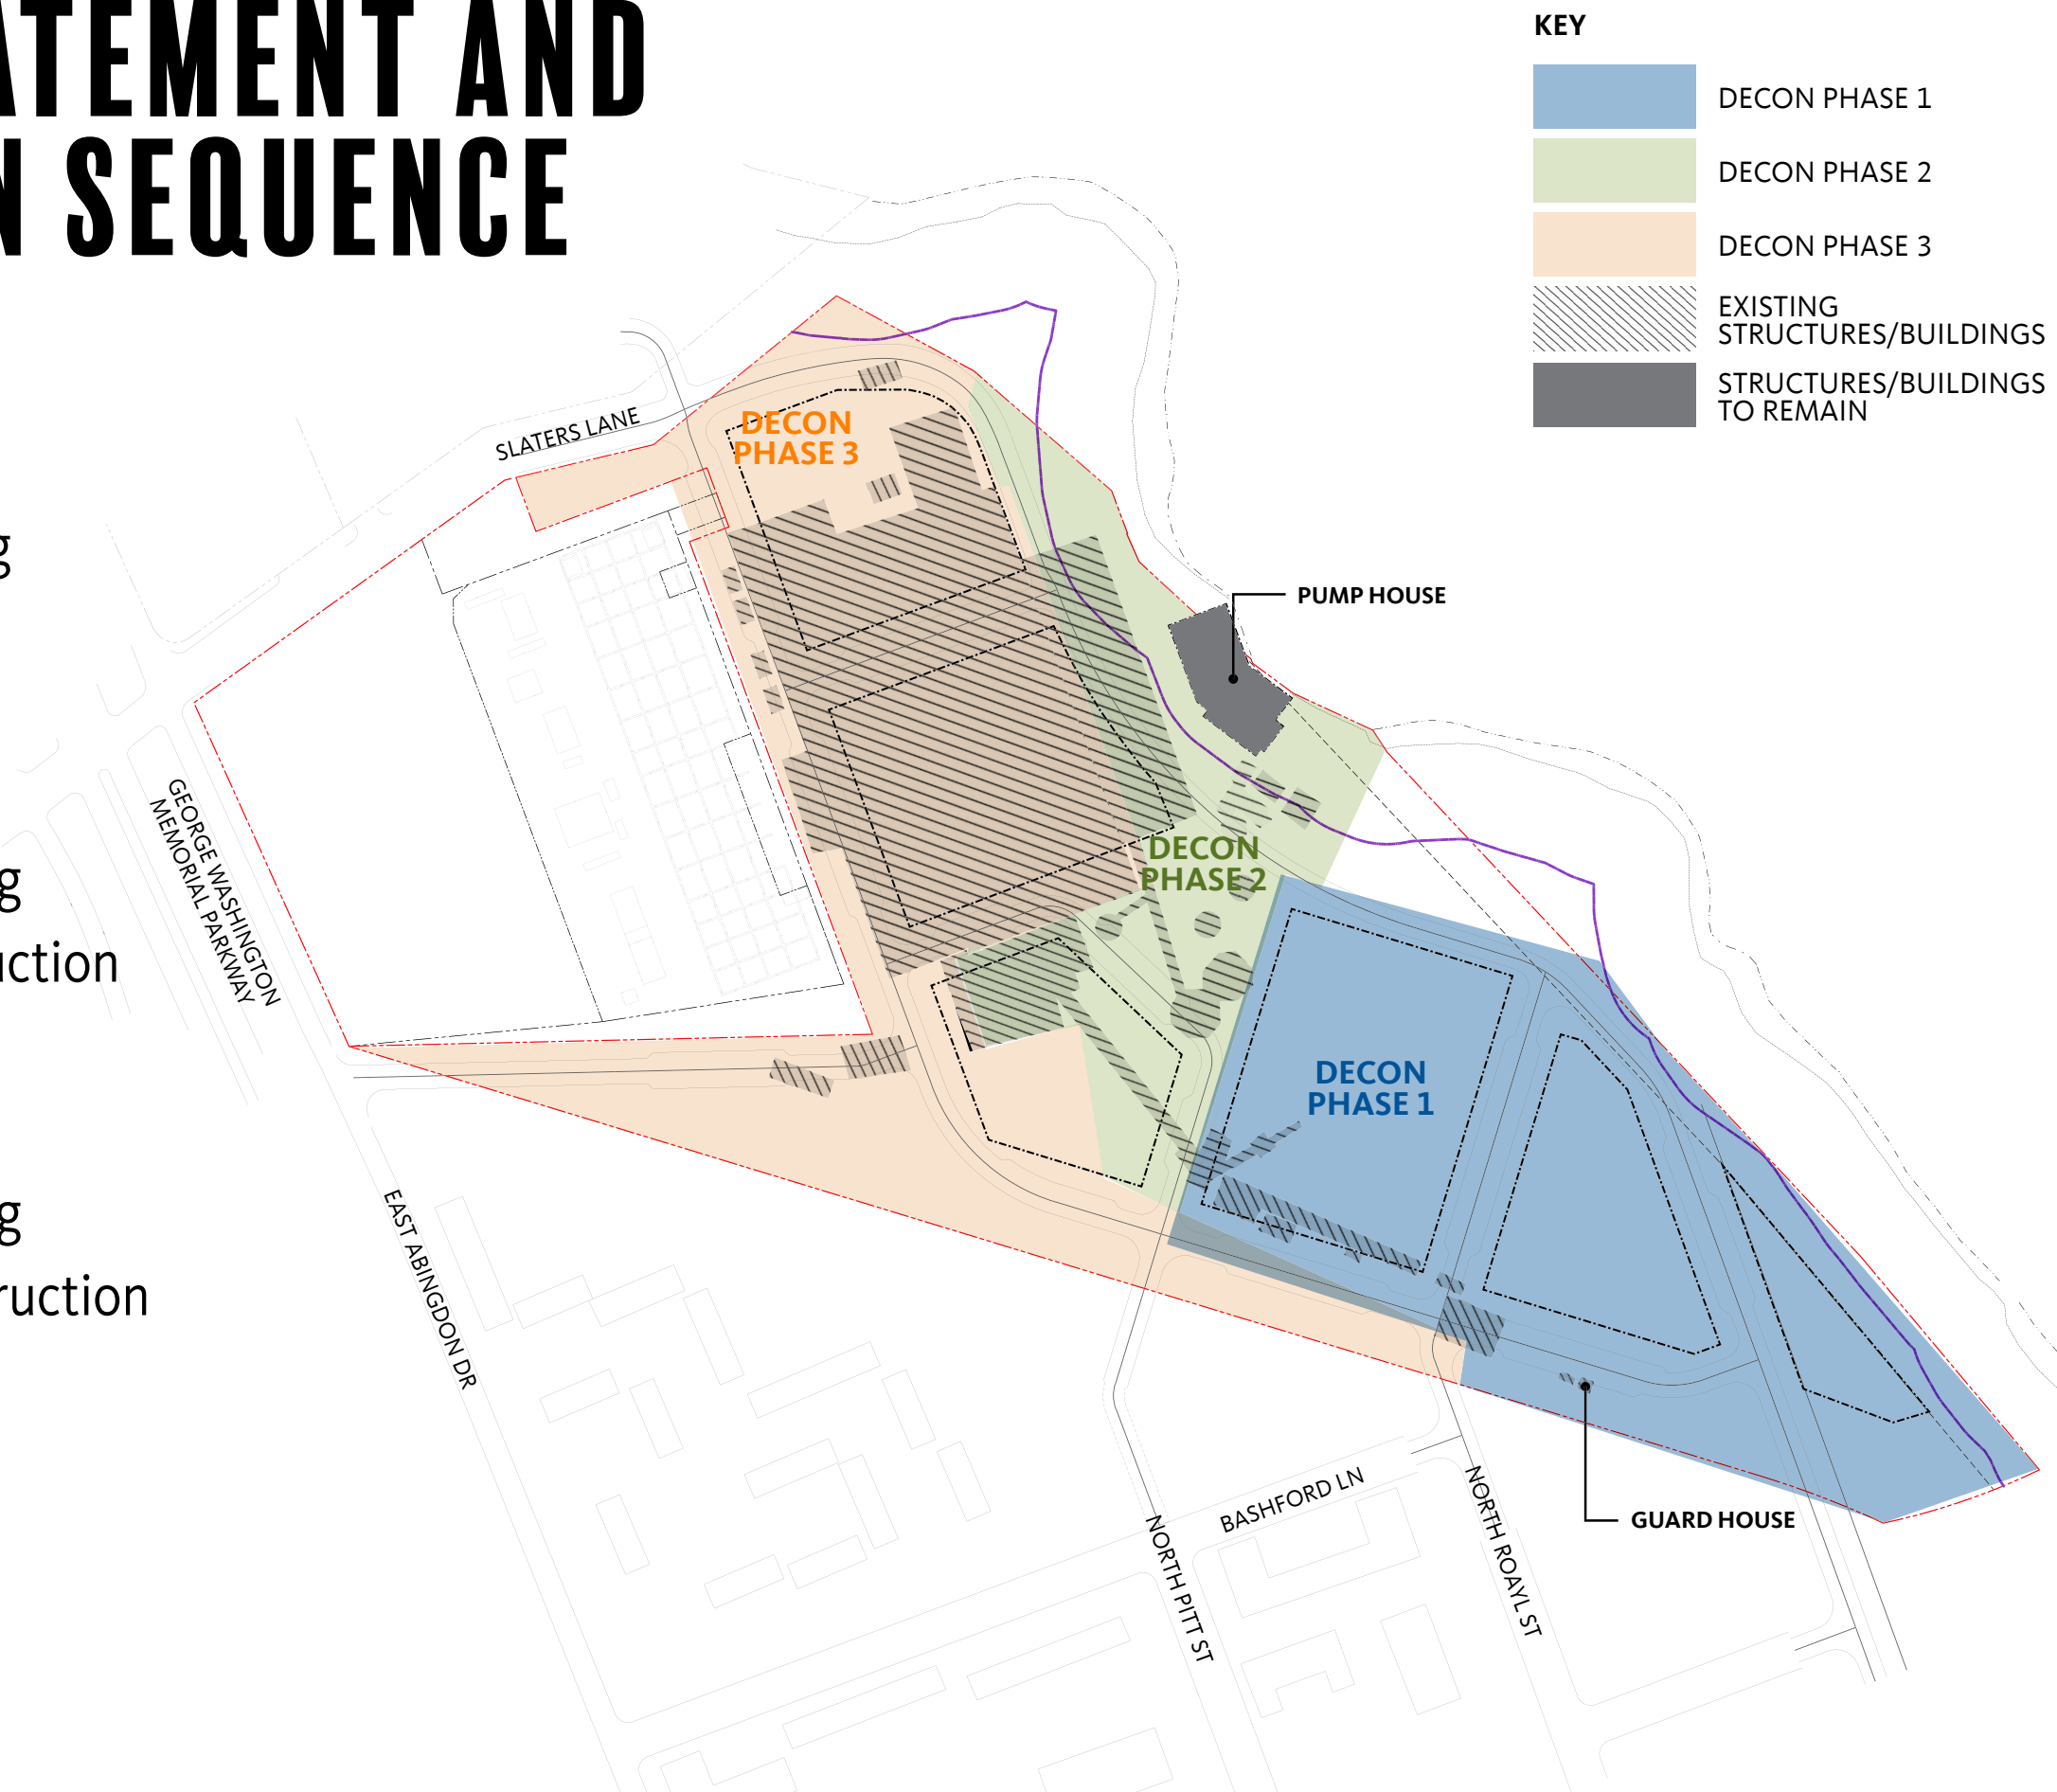 ATEMENT AND
N SEQUENCE
g
g
uction
g
ruction
KEY
DECON PHASE 1
DECON PHASE 2
DECON PHASE 3
EXISTING
STRUCTURES/BUILDINGS
STRUCTURES/BUILDINGS
TO REMAIN
SLATERS LANE
DECON
PHASE 3
PUMP HOUSE
GEORGE WASHINGTON
MEMORIAL PARKWAY
DECON
PHASE 2
DECON
PHASE 1
EAST ABINGDON DR
BASHFORD LN
NORTH PITT ST
NORTH ROAYL ST
GUARD HOUSE